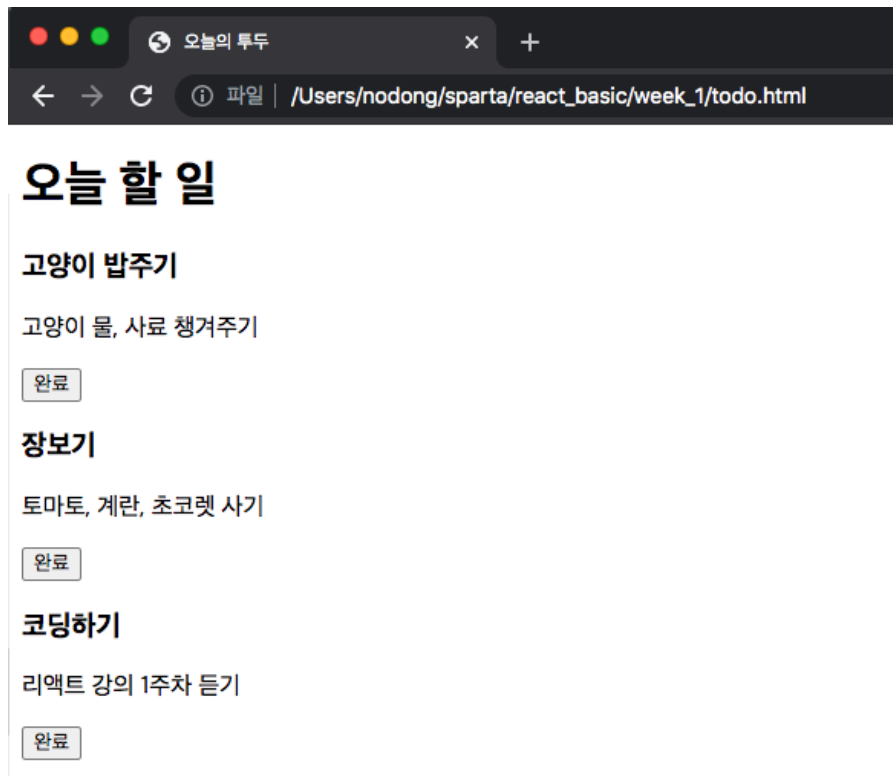 오늘의 투두
파일 /Users/nodong/sparta/react_basic/week_1/todo.html
오늘 할 일
고양이 밥주기
고양이 물, 사료 챙겨주기
완료
장보기
토마토, 계란, 초코렛 사기
완료
코딩하기
리액트 강의 1주차 듣기
완료